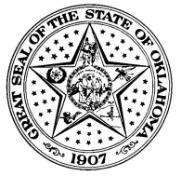 GREAT SEAL OF THE STATE OF OKLAHOMA
1907